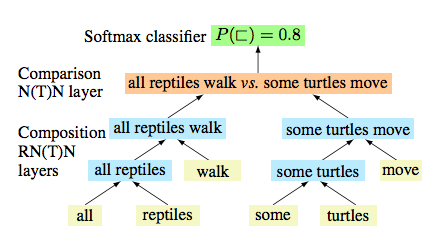 Softmax classifier P(⊏) = 0.8
Comparison
N(T)N layer
all reptiles walk vs. some turtles move
Composition
RN(T)N
layers
all reptiles walk
some turtles move
all reptiles
walk
some turtles
move
all
reptiles
some
turtles